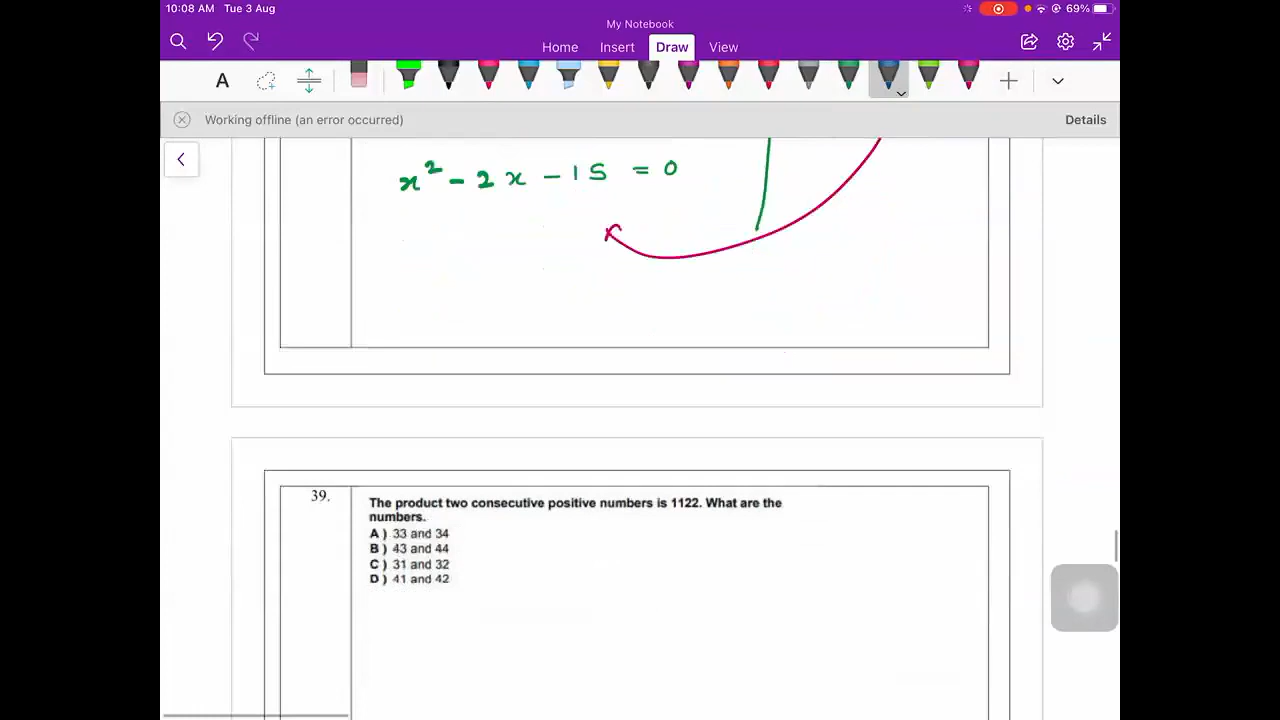 10:08 AM Tue 3 Aug
69%
My Notebook
Home Insert Draw View
A
Working offline (an error occurred)
Details
x² - 2x - 15 = 0
39.
The product two consecutive positive numbers is 1122. What are the
numbers.
A ) 33 and 34
B ) 43 and 44
C ) 31 and 32
D ) 41 and 42